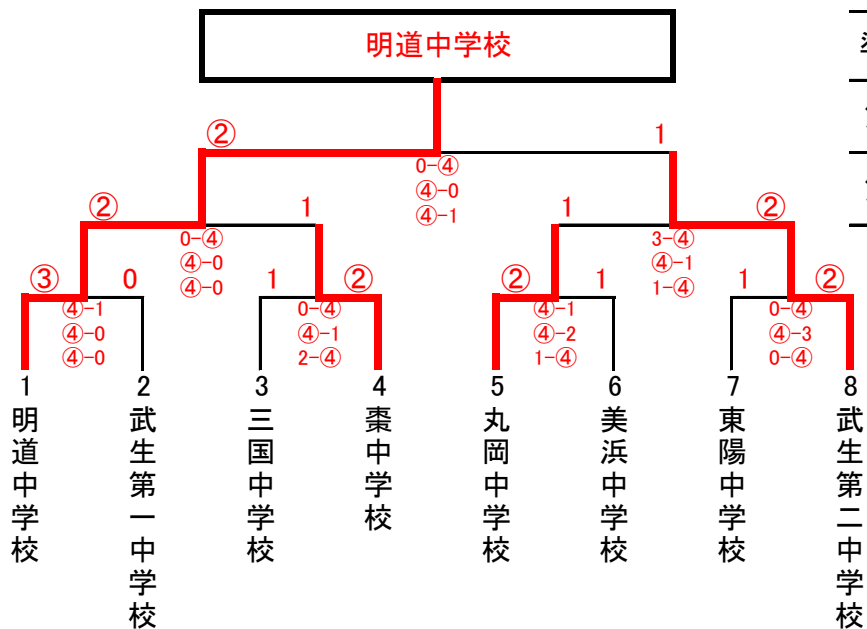 明道中学校
② 1
0-④
④-0
④-1
② 1 1 ②
0-④ 3-④
④-0 ④-1
④-0 1-④
③ 0 1 ② ② 1 1 ②
④-1 0-④ ④-1 0-④
④-0 ④-1 ④-2 ④-3
④-0 2-④ 1-④ 0-④
1 2 3 4 5 6 7 8
明道中学校
武生第一中学校
三国中学校
棗中学校
丸岡中学校
美浜中学校
東陽中学校
武生第二中学校